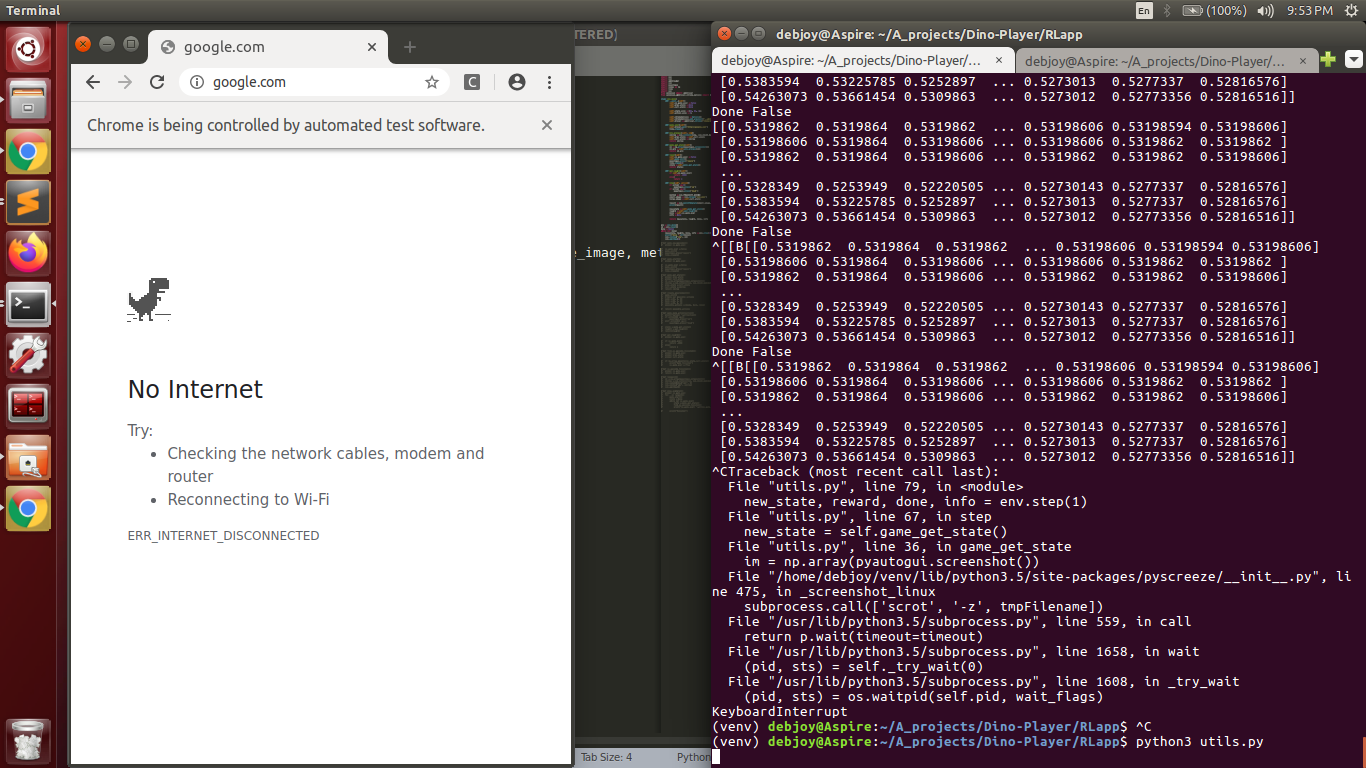 Terminal
En
(100%)
9:53 PM
google.com
google.com
C
Chrome is being controlled by automated test software.
No Internet
Try:
Checking the network cables, modem and
router
Reconnecting to Wi-Fi
ERR_INTERNET_DISCONNECTED
TERED)
e_image, met
Tab Size: 4
Python
debjoy@Aspire: ~/A_projects/Dino-Player/RLapp
debjoy@Aspire: ~/A_projects/Dino-Player/...
debjoy@Aspire: ~/A_projects/Dino-Player/...
[0.5383594 0.53225785 0.5252897 ... 0.5273013 0.5277337 0.52816576]
[0.54263073 0.53661454 0.5309863 ... 0.5273012 0.52773356 0.52816516]]
Done False
[[0.5319862 0.5319864 0.5319862 ... 0.53198606 0.53198594 0.53198606]
[0.53198606 0.5319864 0.53198606 ... 0.53198606 0.5319862 0.5319862 ]
[0.5319862 0.5319864 0.53198606 ... 0.5319862 0.5319862 0.53198606]
...
[0.5328349 0.5253949 0.52220505 ... 0.52730143 0.5277337 0.52816576]
[0.5383594 0.53225785 0.5252897 ... 0.5273013 0.5277337 0.52816576]
[0.54263073 0.53661454 0.5309863 ... 0.5273012 0.52773356 0.52816516]]
Done False
^[[B[[0.5319862 0.5319864 0.5319862 ... 0.53198606 0.53198594 0.53198606]
[0.53198606 0.5319864 0.53198606 ... 0.53198606 0.5319862 0.5319862 ]
[0.5319862 0.5319864 0.53198606 ... 0.5319862 0.5319862 0.53198606]
...
[0.5328349 0.5253949 0.52220505 ... 0.52730143 0.5277337 0.52816576]
[0.5383594 0.53225785 0.5252897 ... 0.5273013 0.5277337 0.52816576]
[0.54263073 0.53661454 0.5309863 ... 0.5273012 0.52773356 0.52816516]]
Done False
^[[B[[0.5319862 0.5319864 0.5319862 ... 0.53198606 0.53198594 0.53198606]
[0.53198606 0.5319864 0.53198606 ... 0.53198606 0.5319862 0.5319862 ]
[0.5319862 0.5319864 0.53198606 ... 0.5319862 0.5319862 0.53198606]
...
[0.5328349 0.5253949 0.52220505 ... 0.52730143 0.5277337 0.52816576]
[0.5383594 0.53225785 0.5252897 ... 0.5273013 0.5277337 0.52816576]
[0.54263073 0.53661454 0.5309863 ... 0.5273012 0.52773356 0.52816516]]
^CTraceback (most recent call last):
File "utils.py", line 79, in <module>
new_state, reward, done, info = env.step(1)
File "utils.py", line 67, in step
new_state = self.game_get_state()
File "utils.py", line 36, in game_get_state
im = np.array(pyautogui.screenshot())
File "/home/debjoy/venv/lib/python3.5/site-packages/pyscreeze/__init__.py", li
ne 475, in _screenshot_linux
subprocess.call(['scrot', '-z', tmpFilename])
File "/usr/lib/python3.5/subprocess.py", line 559, in call
return p.wait(timeout=timeout)
File "/usr/lib/python3.5/subprocess.py", line 1658, in wait
(pid, sts) = self._try_wait(0)
File "/usr/lib/python3.5/subprocess.py", line 1608, in _try_wait
(pid, sts) = os.waitpid(self.pid, wait_flags)
KeyboardInterrupt
(venv) debjoy@Aspire:~/A_projects/Dino-Player/RLapp$ ^C
(venv) debjoy@Aspire:~/A_projects/Dino-Player/RLapp$ python3 utils.py